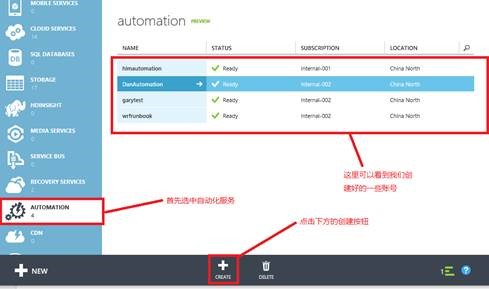 MOBILE SERVICES
0
CLOUD SERVICES
14
SQL DATABASES
0
STORAGE
17
HDINSIGHT
0
MEDIA SERVICES
0
SERVICE BUS
0
RECOVERY SERVICES
2
AUTOMATION
4
CDN
automation PREVIEW
NAME STATUS SUBSCRIPTION LOCATION
himautomation Ready Internal-001 China North
DanAutomation Ready Internal-002 China North
garytest Ready Internal-002 China North
wrfrunbook Ready Internal-002 China North
这里可以看到我们创
建好的一些账号
首先选中自动化服务
点击下方的创建按钮
NEW
CREATE
DELETE
1
?